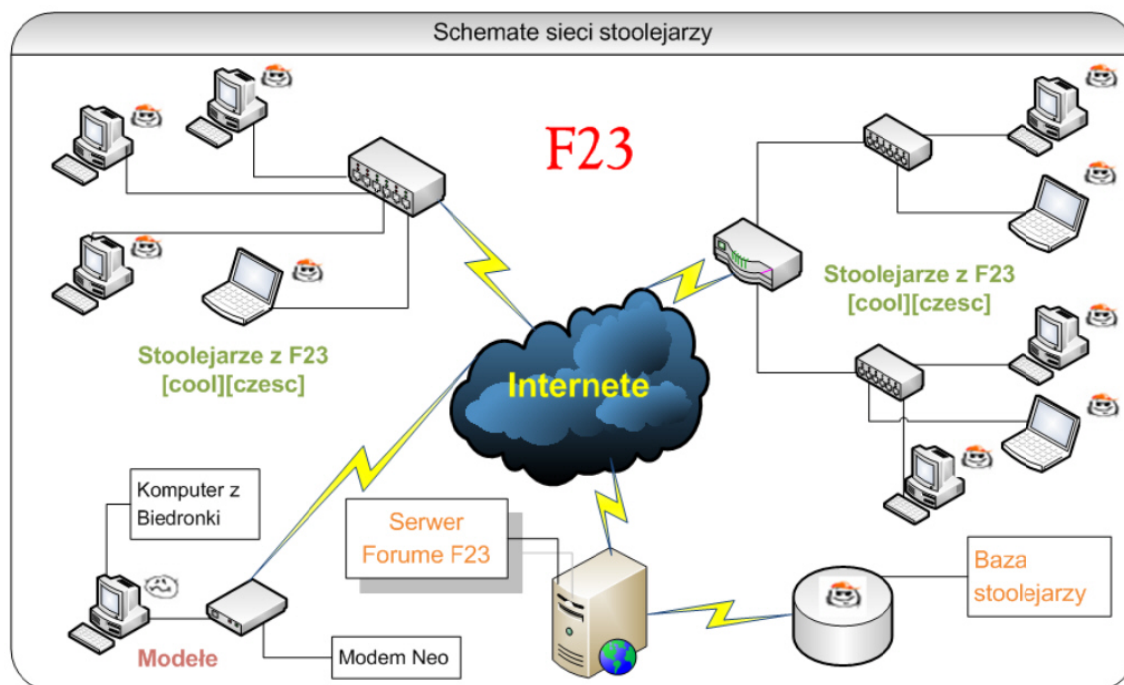 Schemate sieci stoolejarzy
F23
Stoolejarze z F23
[cool][czesc]
Stoolejarze z F23
[cool][czesc]
Internete
Komputer z
Biedronki
Serwer
Forume F23
Baza
stoolejarzy
Modełe
Modem Neo